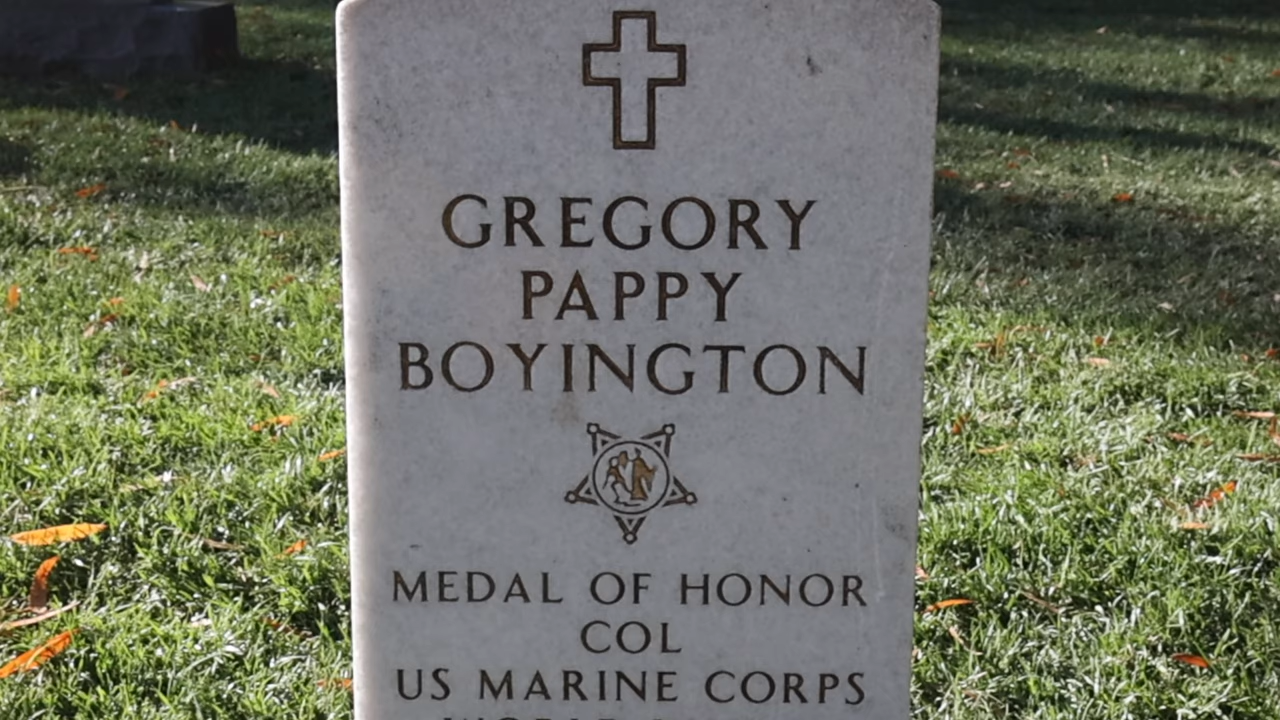 GREGORY
PAPPY
BOYINGTON
MEDAL OF HONOR
COL
US MARINE CORPS